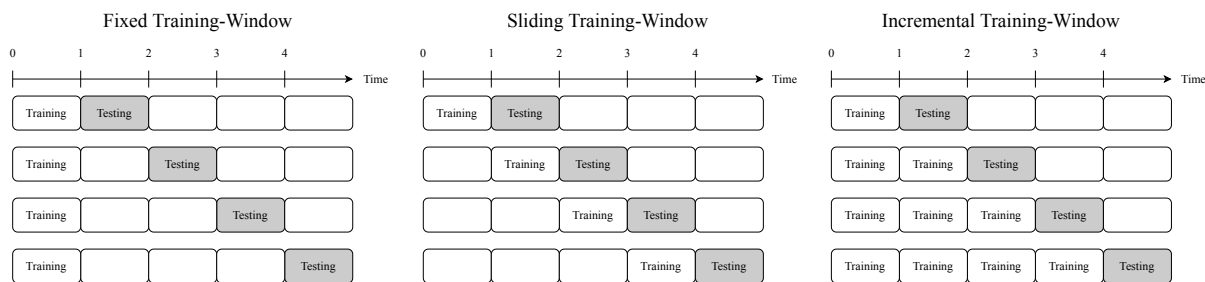 Fixed Training-Window
0 1 2 3 4
Time
Training Testing
Training Testing
Training Testing
Training Testing
Sliding Training-Window
0 1 2 3 4
Time
Training Testing
Training Testing
Training Testing
Training Testing
Incremental Training-Window
0 1 2 3 4
Time
Training Testing
Training Training Testing
Training Training Training Testing
Training Training Training Training Testing